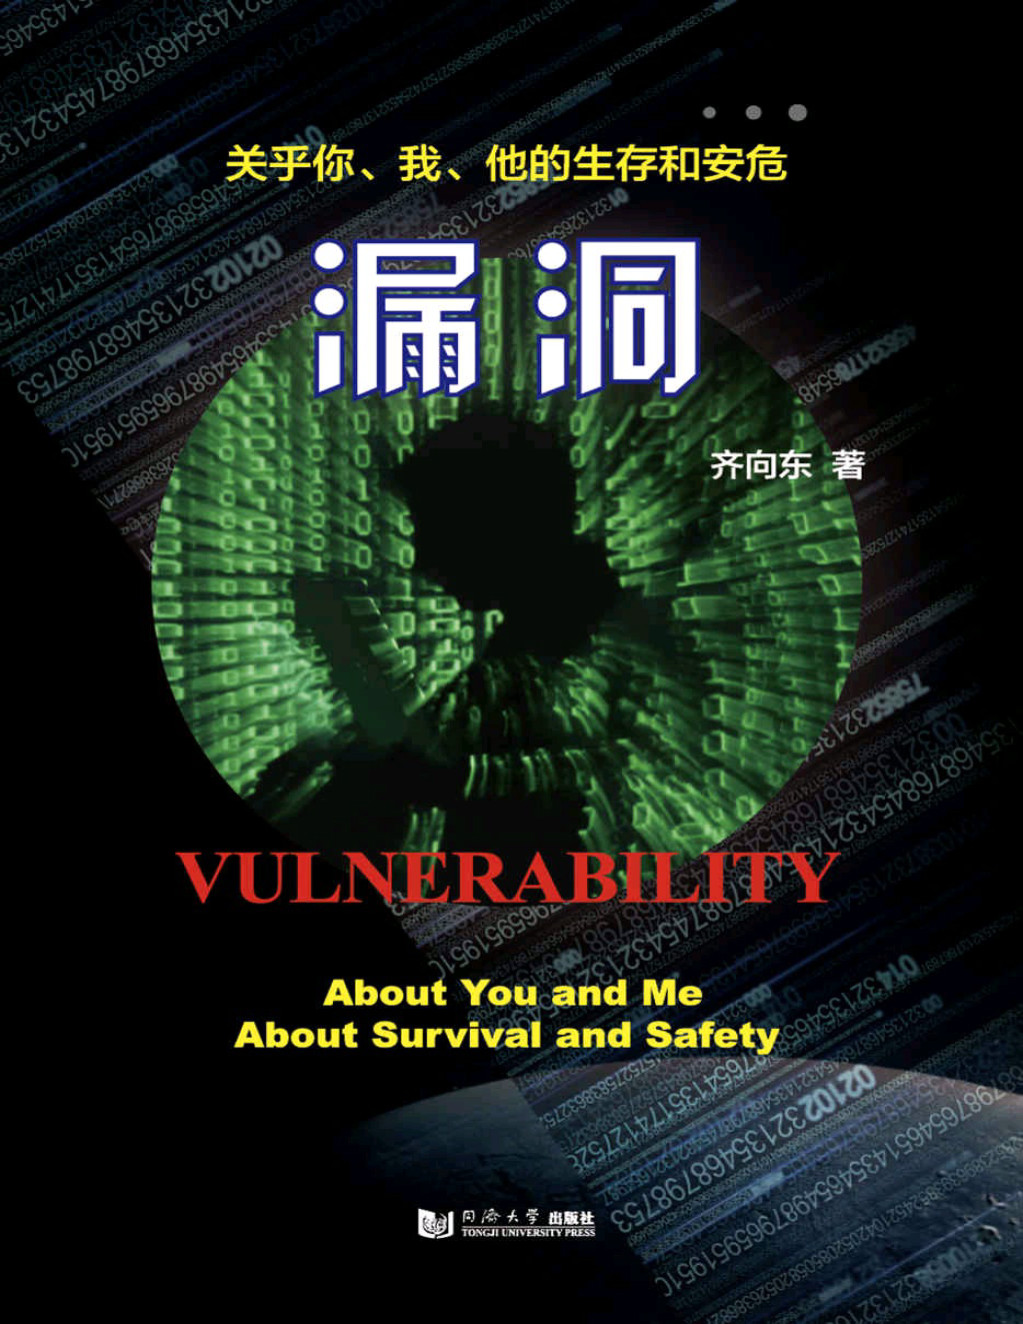 关乎你、我、他的生存和安危
漏洞
齐向东 著
VULNERABILITY
About You and Me
About Survival and Safety
同济大学 出版社
TONGJI UNIVERSITY PRESS